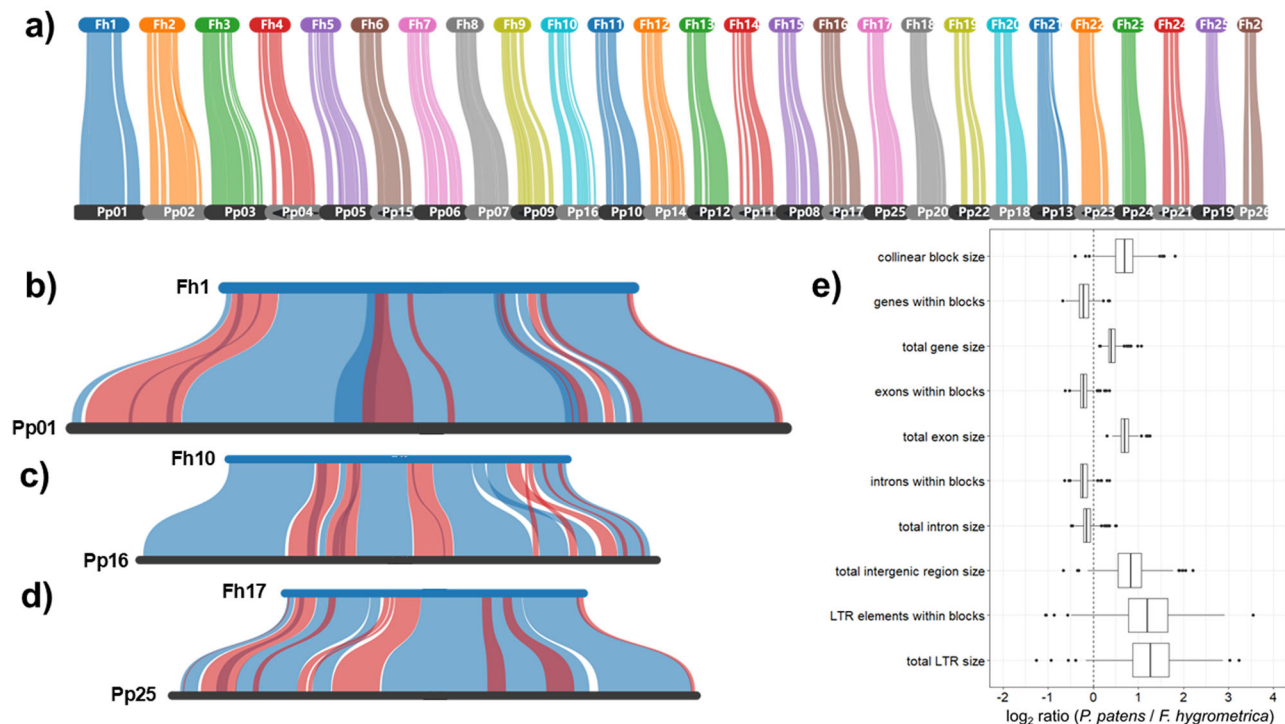 a)
Fh1 Fh2 Fh3 Fh4 Fh5 Fh6 Fh7 Fh8 Fh9 Fh10 Fh11 Fh12 Fh13 Fh14 Fh15 Fh16 Fh17 Fh18 Fh19 Fh20 Fh21 Fh22 Fh23 Fh24 Fh25
Pp01 Pp02 Pp03 Pp04 Pp05 Pp15 Pp06 Pp07 Pp09 Pp16 Pp10 Pp14 Pp12 Pp11 Pp08 Pp17 Pp25 Pp20 Pp22 Pp18 Pp13 Pp23 Pp24 Pp21 Pp19 Pp26
b)
Fh1
Pp01
c)
Fh10
Pp16
d)
Fh17
Pp25
e)
collinear block size
genes within blocks
total gene size
exons within blocks
total exon size
introns within blocks
total intron size
total intergenic region size
LTR elements within blocks
total LTR size
-2 -1 0 1 2 3 4
log₂ ratio (P. patens / F. hygrometrica)